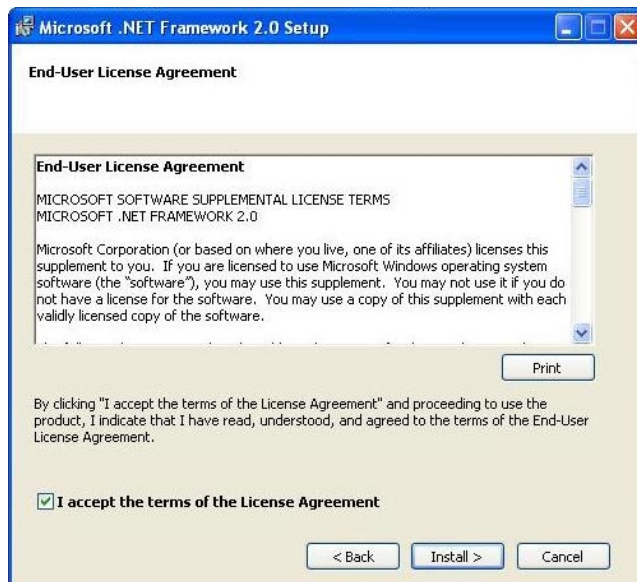 Microsoft .NET Framework 2.0 Setup
End-User License Agreement
End-User License Agreement
MICROSOFT SOFTWARE SUPPLEMENTAL LICENSE TERMS
MICROSOFT .NET FRAMEWORK 2.0
Microsoft Corporation (or based on where you live, one of its affiliates) licenses this
supplement to you.  If you are licensed to use Microsoft Windows operating system
software (the “software”), you may use this supplement.  You may not use it if you do
not have a license for the software.  You may use a copy of this supplement with each
validly licensed copy of the software.
Print
By clicking "I accept the terms of the License Agreement" and proceeding to use the
product, I indicate that I have read, understood, and agreed to the terms of the End-User
License Agreement.
I accept the terms of the License Agreement
< Back
Install >
Cancel